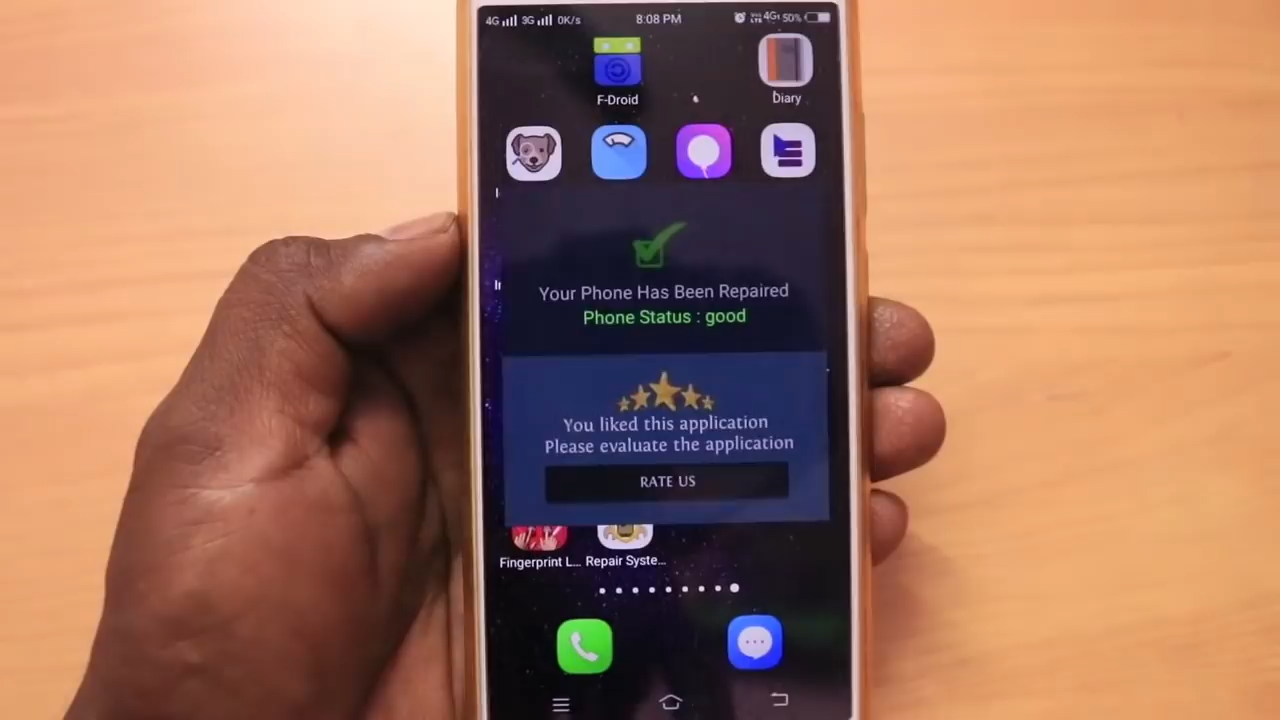 4G 3G 0K/s 8:08 PM 4G+ 50%
F-Droid Diary
Your Phone Has Been Repaired
Phone Status : good
You liked this application
Please evaluate the application
RATE US
Fingerprint L... Repair Syste...